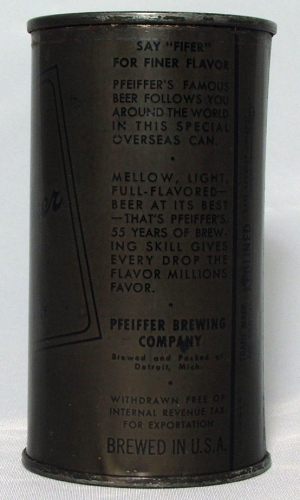 SAY "FIFER"
FOR FINER FLAVOR
PFEIFFER'S FAMOUS
BEER FOLLOWS YOU
AROUND THE WORLD
IN THIS SPECIAL
OVERSEAS CAN.
MELLOW, LIGHT,
FULL-FLAVORED—
BEER AT ITS BEST
—THAT'S PFEIFFER'S.
55 YEARS OF BREW-
ING SKILL GIVES
EVERY DROP THE
FLAVOR MILLIONS
FAVOR.
PFEIFFER BREWING
COMPANY
Brewed and Packed at
Detroit, Mich.
WITHDRAWN FREE OF
INTERNAL REVENUE TAX
FOR EXPORTATION
BREWED IN U.S.A.